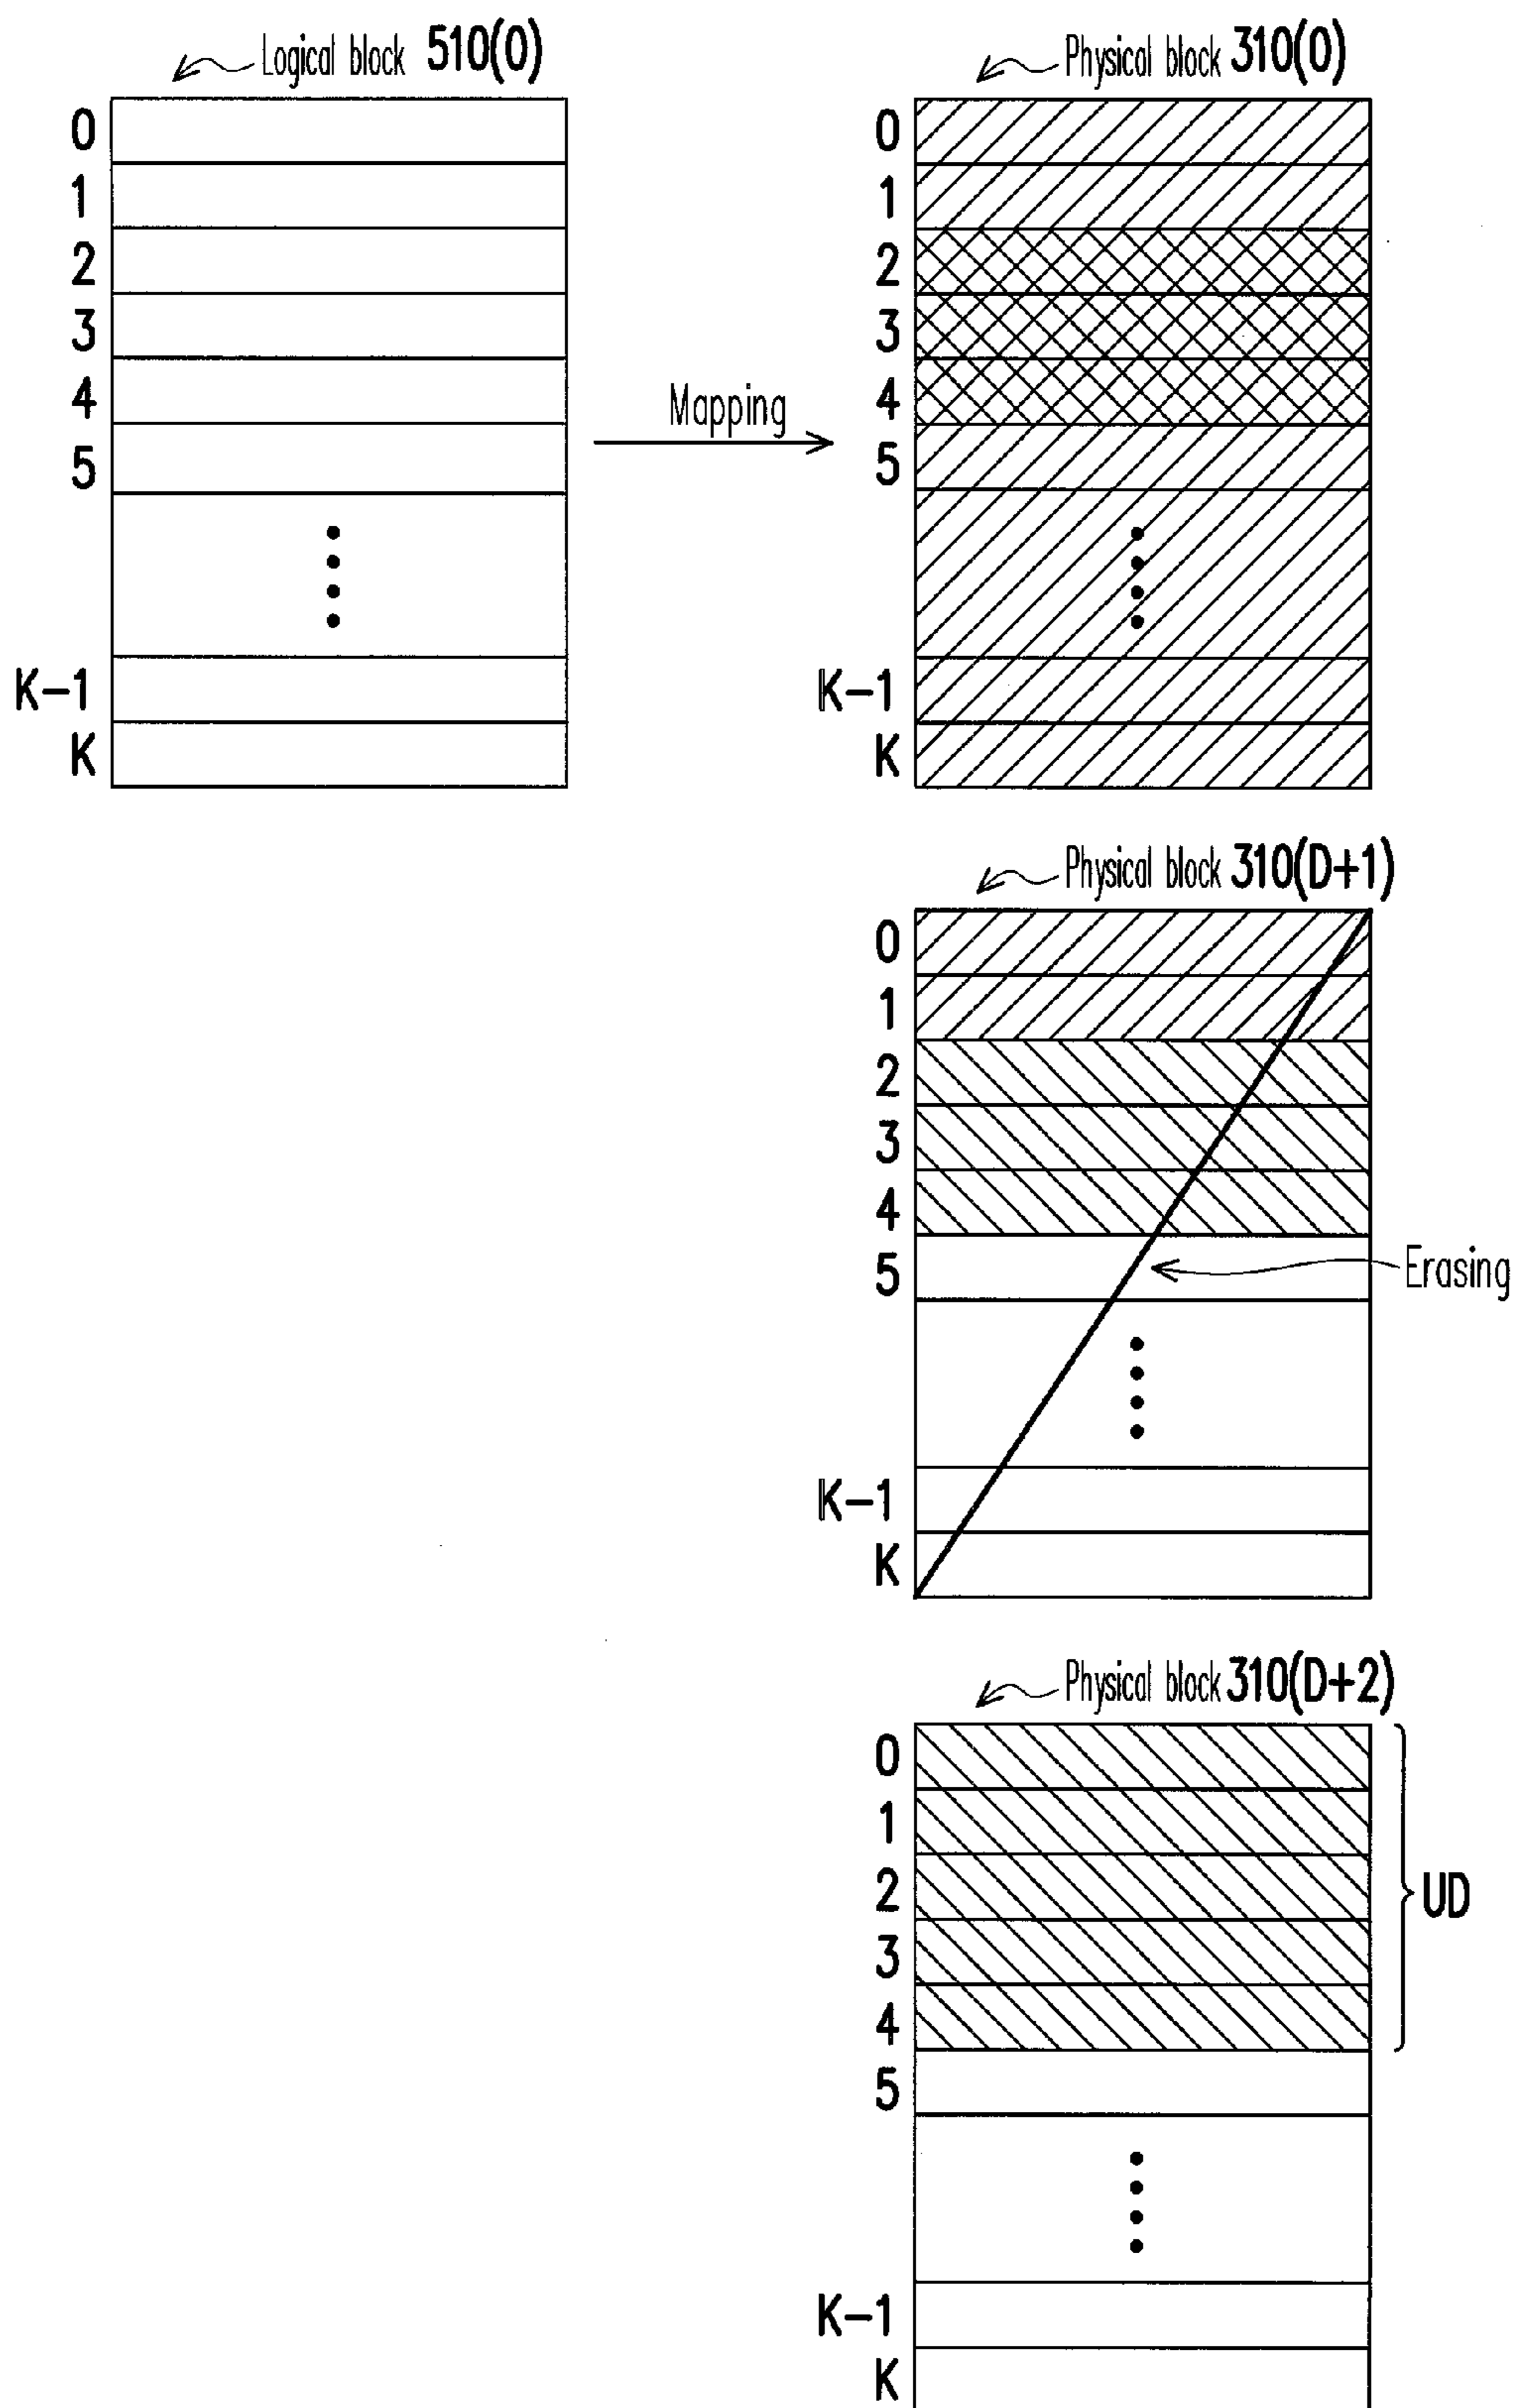 Logical block 510(0)
0
1
2
3
4
5
K-1
K
Mapping
Physical block 310(0)
0
1
2
3
4
5
K-1
K
Physical block 310(D+1)
0
1
2
3
4
5
K-1
K
Erasing
Physical block 310(D+2)
0
1
2
3
4
5
K-1
K
UD